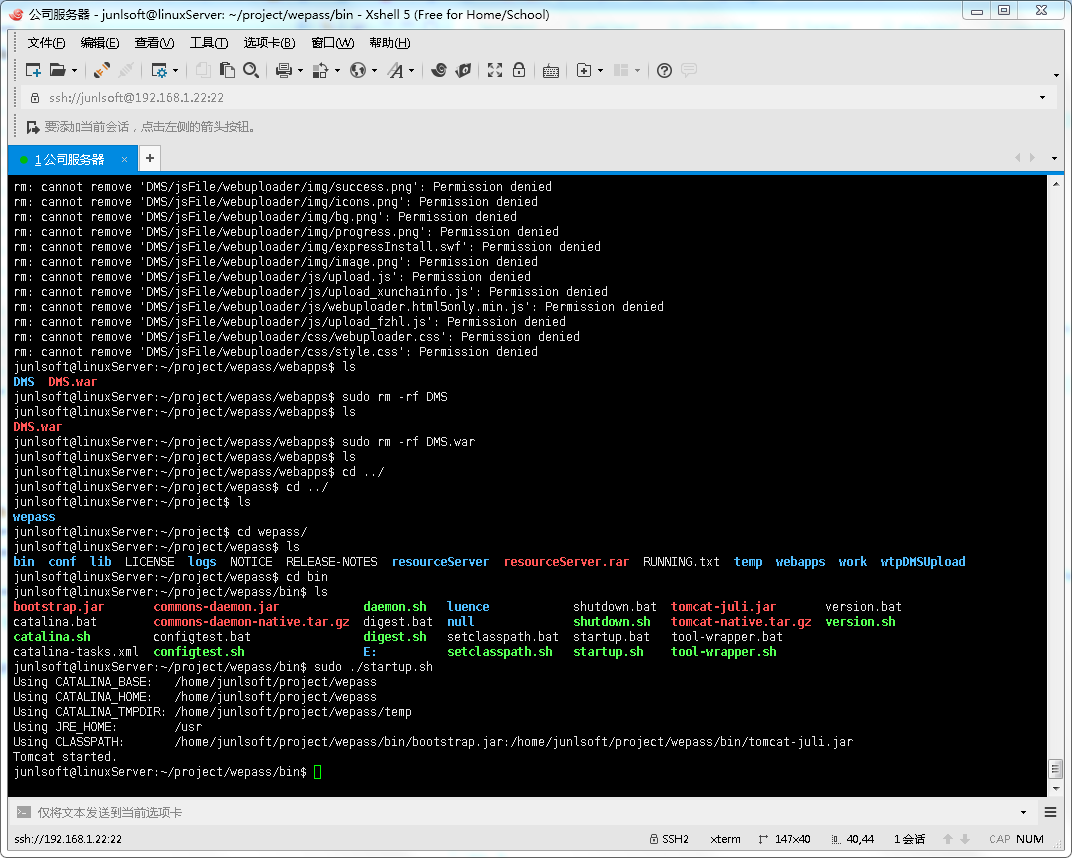 公司服务器 - junlsoft@linuxServer: ~/project/wepass/bin - Xshell 5 (Free for Home/School)
文件(F) 编辑(E) 查看(V) 工具(T) 选项卡(B) 窗口(W) 帮助(H)
ssh://junlsoft@192.168.1.22:22
要添加当前会话，点击左侧的箭头按钮。
1 公司服务器 × +
rm: cannot remove 'DMS/jsFile/webuploader/img/success.png': Permission denied
rm: cannot remove 'DMS/jsFile/webuploader/img/icons.png': Permission denied
rm: cannot remove 'DMS/jsFile/webuploader/img/bg.png': Permission denied
rm: cannot remove 'DMS/jsFile/webuploader/img/progress.png': Permission denied
rm: cannot remove 'DMS/jsFile/webuploader/img/expressInstall.swf': Permission denied
rm: cannot remove 'DMS/jsFile/webuploader/img/image.png': Permission denied
rm: cannot remove 'DMS/jsFile/webuploader/js/upload.js': Permission denied
rm: cannot remove 'DMS/jsFile/webuploader/js/upload_xunchainfo.js': Permission denied
rm: cannot remove 'DMS/jsFile/webuploader/js/webuploader.html5only.min.js': Permission denied
rm: cannot remove 'DMS/jsFile/webuploader/js/upload_fzhl.js': Permission denied
rm: cannot remove 'DMS/jsFile/webuploader/css/webuploader.css': Permission denied
rm: cannot remove 'DMS/jsFile/webuploader/css/style.css': Permission denied
junlsoft@linuxServer:~/project/wepass/webapps$ ls
DMS DMS.war
junlsoft@linuxServer:~/project/wepass/webapps$ sudo rm -rf DMS
junlsoft@linuxServer:~/project/wepass/webapps$ ls
DMS.war
junlsoft@linuxServer:~/project/wepass/webapps$ sudo rm -rf DMS.war
junlsoft@linuxServer:~/project/wepass/webapps$ ls
junlsoft@linuxServer:~/project/wepass/webapps$ cd ../
junlsoft@linuxServer:~/project/wepass$ cd ../
junlsoft@linuxServer:~/project$ ls
wepass
junlsoft@linuxServer:~/project$ cd wepass/
junlsoft@linuxServer:~/project/wepass$ ls
bin conf lib LICENSE logs NOTICE RELEASE-NOTES resourceServer resourceServer.rar RUNNING.txt temp webapps work wtpDMSUpload
junlsoft@linuxServer:~/project/wepass$ cd bin
junlsoft@linuxServer:~/project/wepass/bin$ ls
bootstrap.jar commons-daemon.jar daemon.sh luence shutdown.bat tomcat-juli.jar version.bat
catalina.bat commons-daemon-native.tar.gz digest.bat null shutdown.sh tomcat-native.tar.gz version.sh
catalina.sh configtest.bat digest.sh setclasspath.bat startup.bat tool-wrapper.bat
catalina-tasks.xml configtest.sh E: setclasspath.sh startup.sh tool-wrapper.sh
junlsoft@linuxServer:~/project/wepass/bin$ sudo ./startup.sh
Using CATALINA_BASE: /home/junlsoft/project/wepass
Using CATALINA_HOME: /home/junlsoft/project/wepass
Using CATALINA_TMPDIR: /home/junlsoft/project/wepass/temp
Using JRE_HOME: /usr
Using CLASSPATH: /home/junlsoft/project/wepass/bin/bootstrap.jar:/home/junlsoft/project/wepass/bin/tomcat-juli.jar
Tomcat started.
junlsoft@linuxServer:~/project/wepass/bin$
仅将文本发送到当前选项卡
ssh://192.168.1.22:22 SSH2 xterm 147x40 40,44 1 会话 CAP NUM